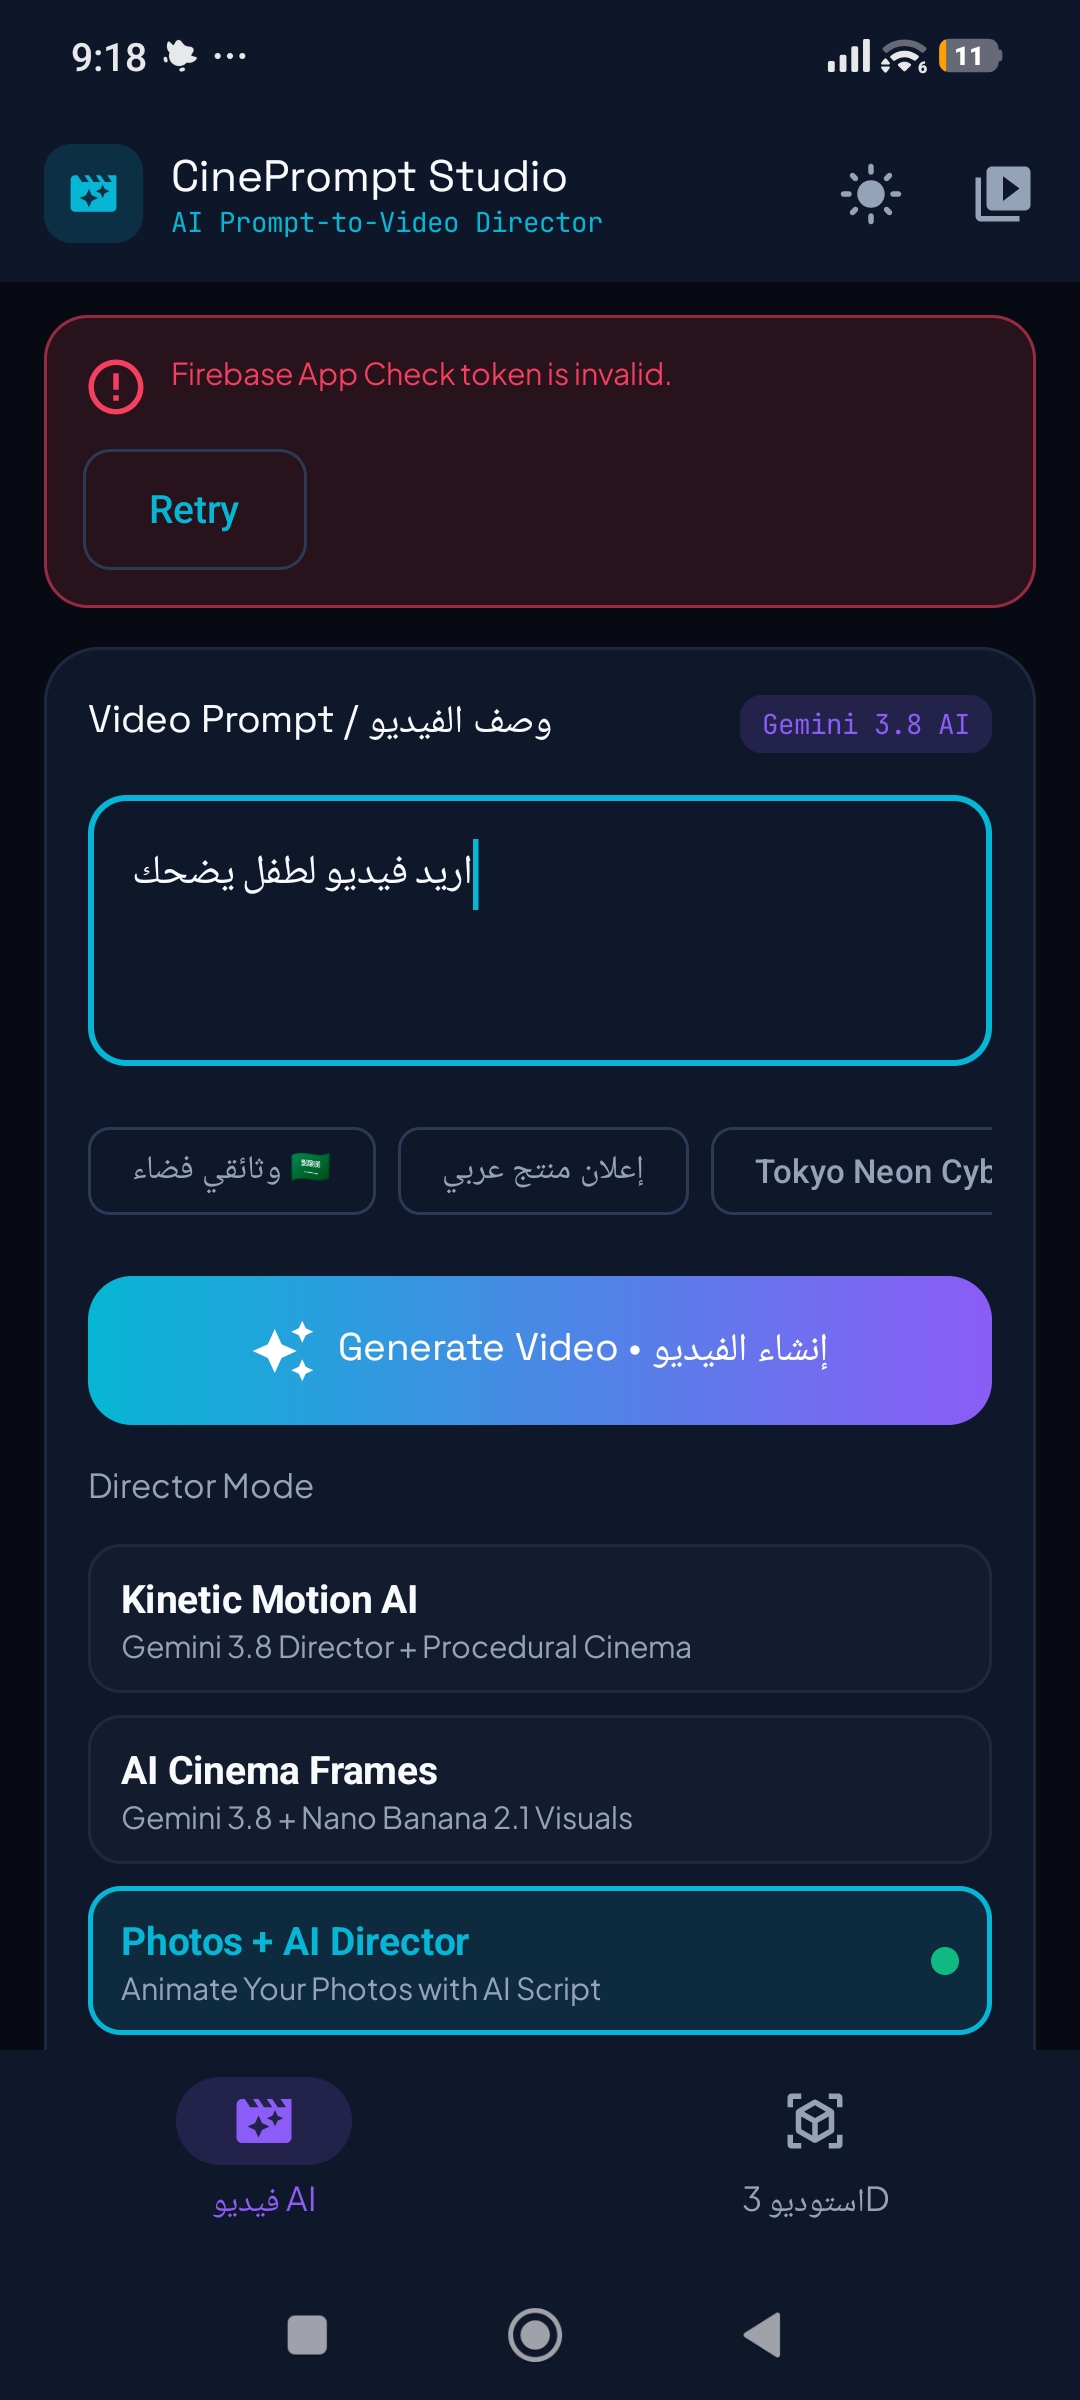 9:18
6
11
CinePrompt Studio
AI Prompt-to-Video Director
Firebase App Check token is invalid.
Retry
Video Prompt / وصف الفيديو
Gemini 3.8 AI
اريد فيديو لطفل يضحك
🇸🇦 وثائقي فضاء
إعلان منتج عربي
Tokyo Neon Cyb
Generate Video • إنشاء الفيديو
Director Mode
Kinetic Motion AI
Gemini 3.8 Director + Procedural Cinema
AI Cinema Frames
Gemini 3.8 + Nano Banana 2.1 Visuals
Photos + AI Director
Animate Your Photos with AI Script
فيديو AI
استوديو 3D